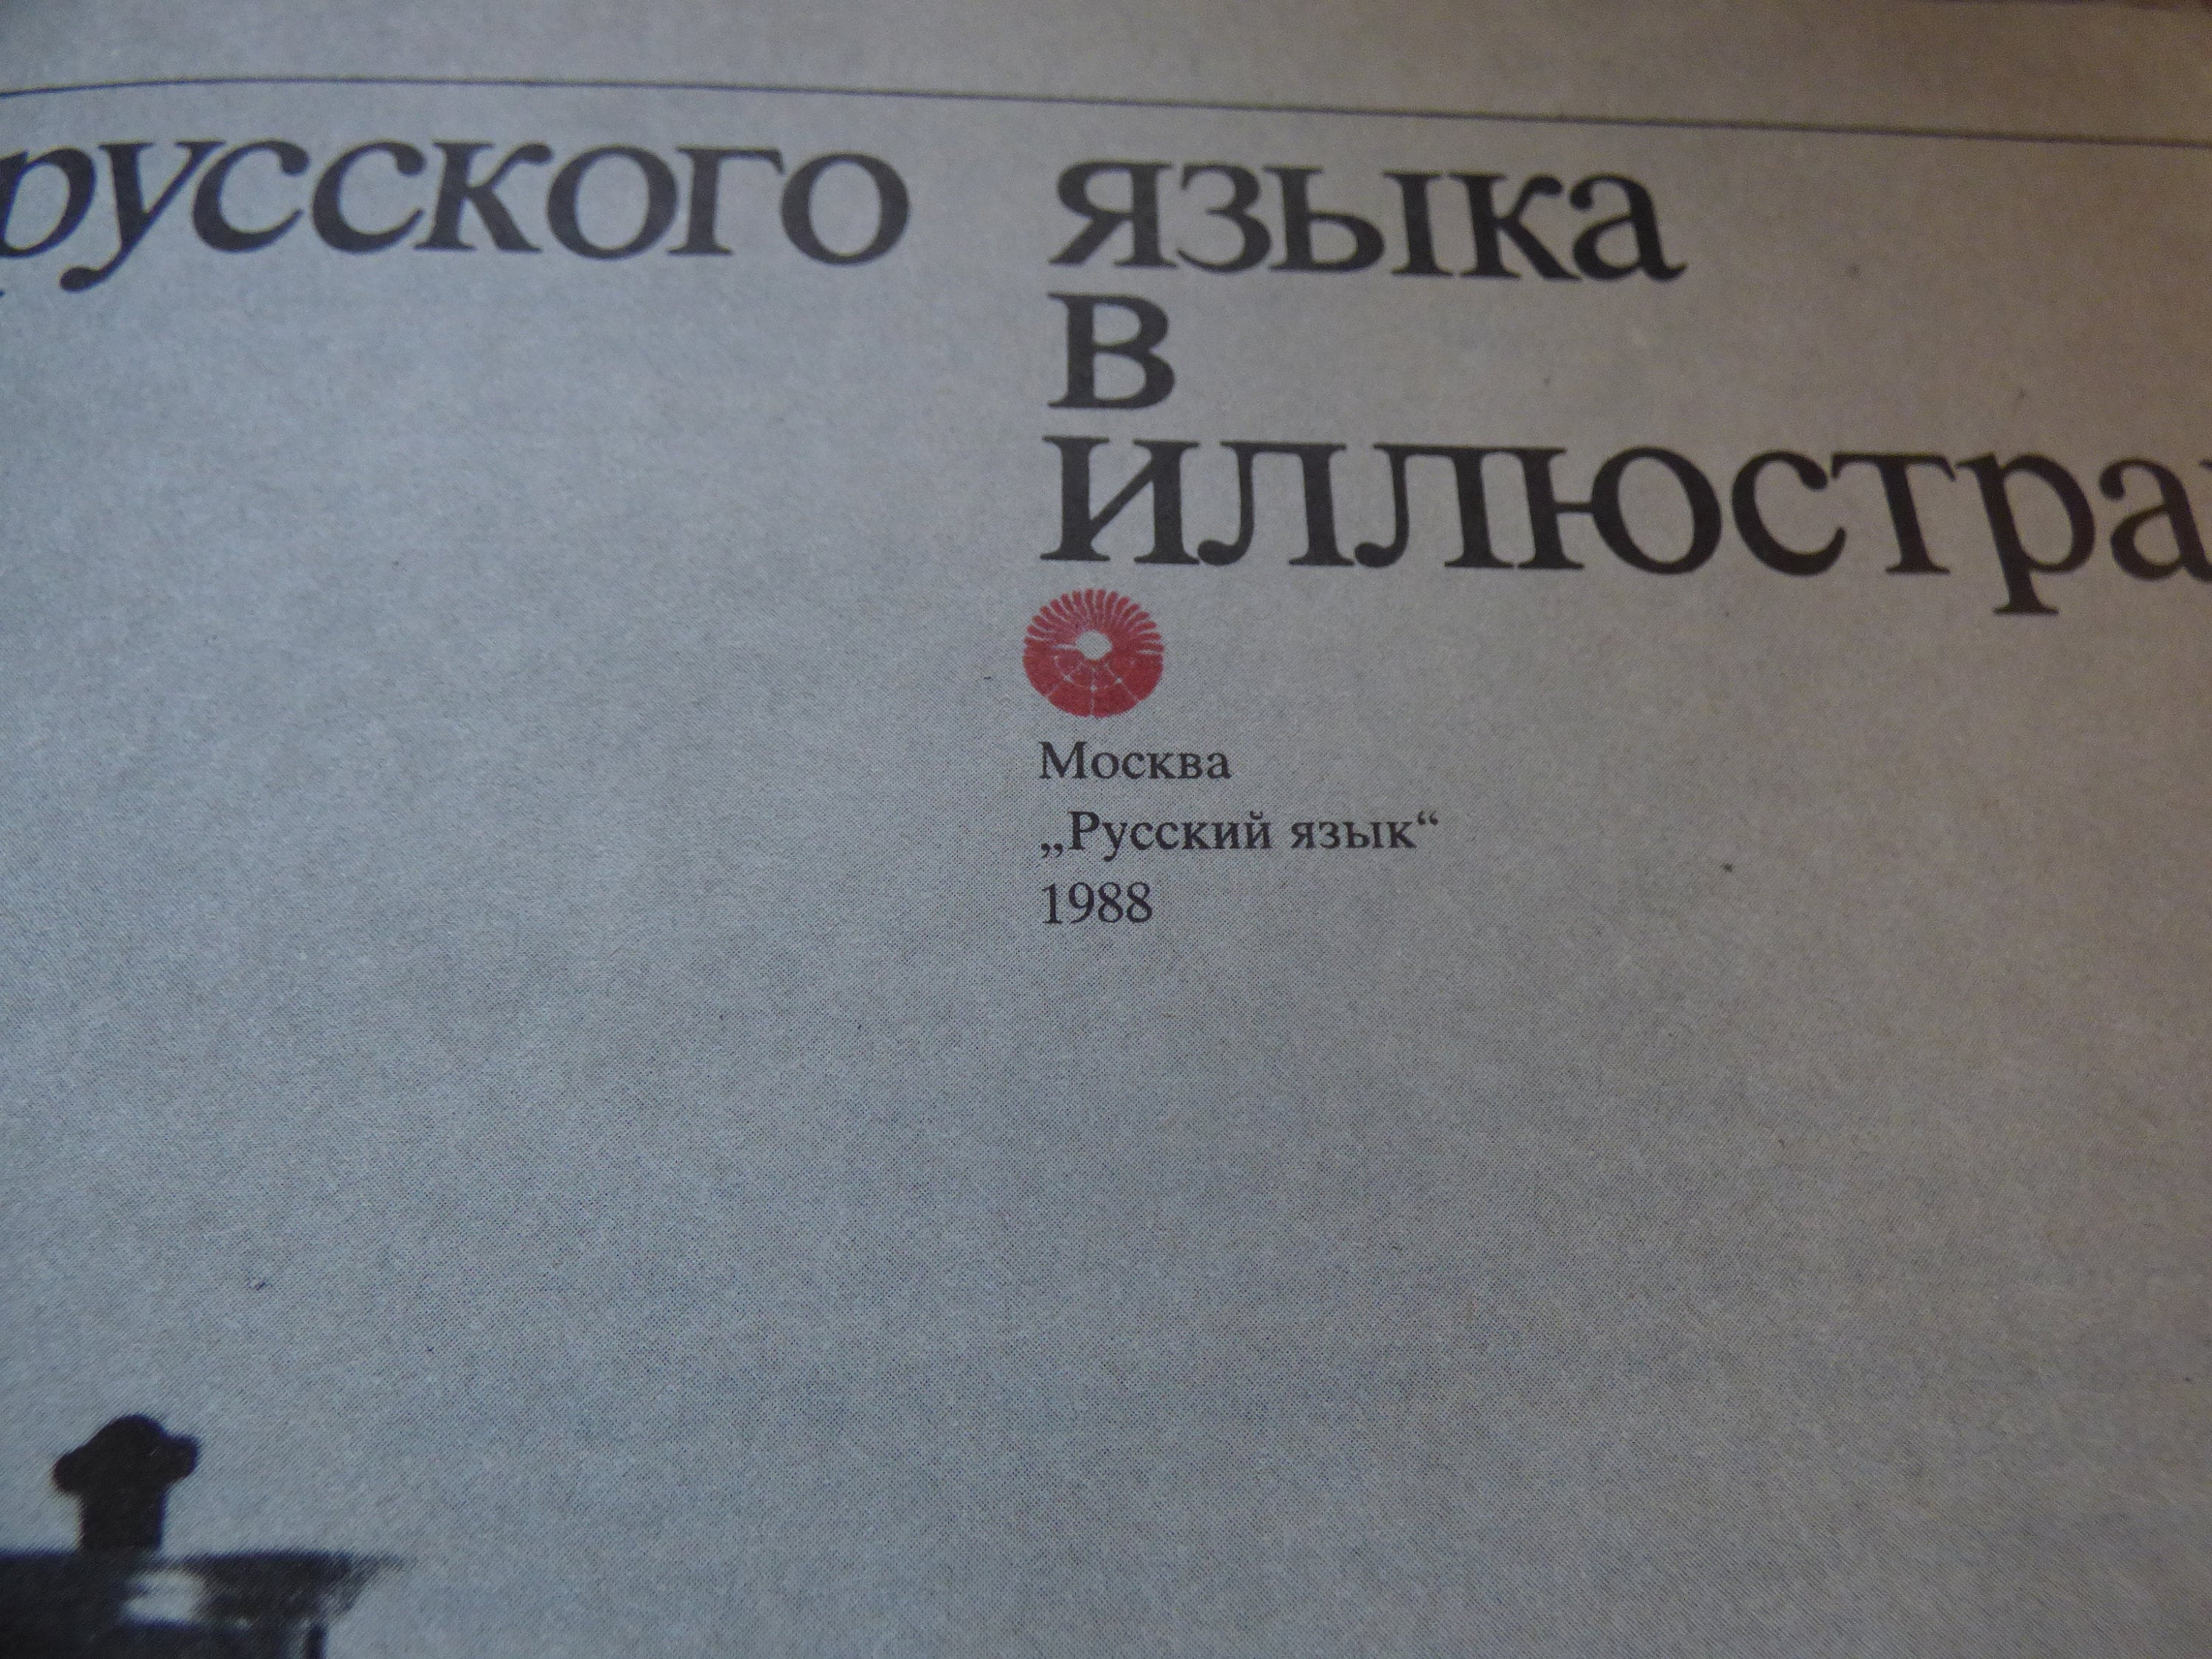 русского языка
в
иллюстра
Москва
„Русский язык“
1988